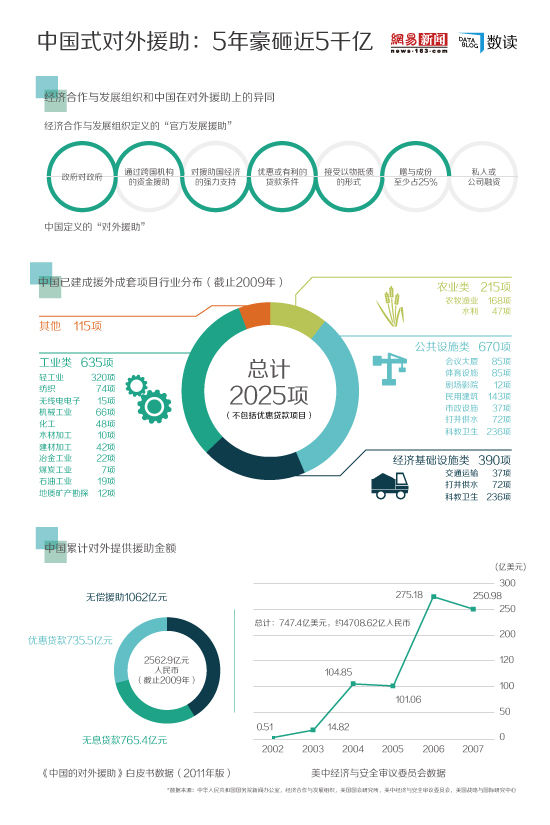 中国式对外援助：5年豪砸近5千亿
網易 新闻
news·163·com
DATA
BLOG
数读
经济合作与发展组织和中国在对外援助上的异同
经济合作与发展组织定义的“官方发展援助”
政府对政府
通过跨国机构
的资金援助
对援助国经济
的强力支持
优惠或有利的
贷款条件
接受以物抵债
的形式
赠与成份
至少占25%
私人或
公司融资
中国定义的“对外援助”
中国已建成援外成套项目行业分布（截止2009年）
其他 115项
工业类 635项
轻工业 320项
纺织 74项
无线电电子 15项
机械工业 66项
化工 48项
木材加工 10项
建材加工 42项
冶金工业 22项
煤炭工业 7项
石油工业 19项
地质矿产勘探 12项
总计
2025项
（不包括优惠贷款项目）
农业类 215项
农牧渔业 168项
水利 47项
公共设施类 670项
会议大厦 85项
体育设施 85项
剧场影院 12项
民用建筑 143项
市政设施 37项
打井供水 72项
科教卫生 236项
经济基础设施类 390项
交通运输 37项
打井供水 72项
科教卫生 236项
中国累计对外提供援助金额
无偿援助1062亿元
优惠贷款735.5亿元
2562.9亿元
人民币
（截止2009年）
无息贷款765.4亿元
《中国的对外援助》白皮书数据（2011年版）
(亿美元)
总计：747.4亿美元，约4708.62亿人民币
300
250
200
120
100
50
0
0.51
14.82
104.85
101.06
275.18
250.98
2002 2003 2004 2005 2006 2007
美中经济与安全审议委员会数据
*数据来源：中华人民共和国国务院新闻办公室，经济合作与发展组织，美国国会研究所，美中经济与安全审议委员会，美国战略与国际研究中心